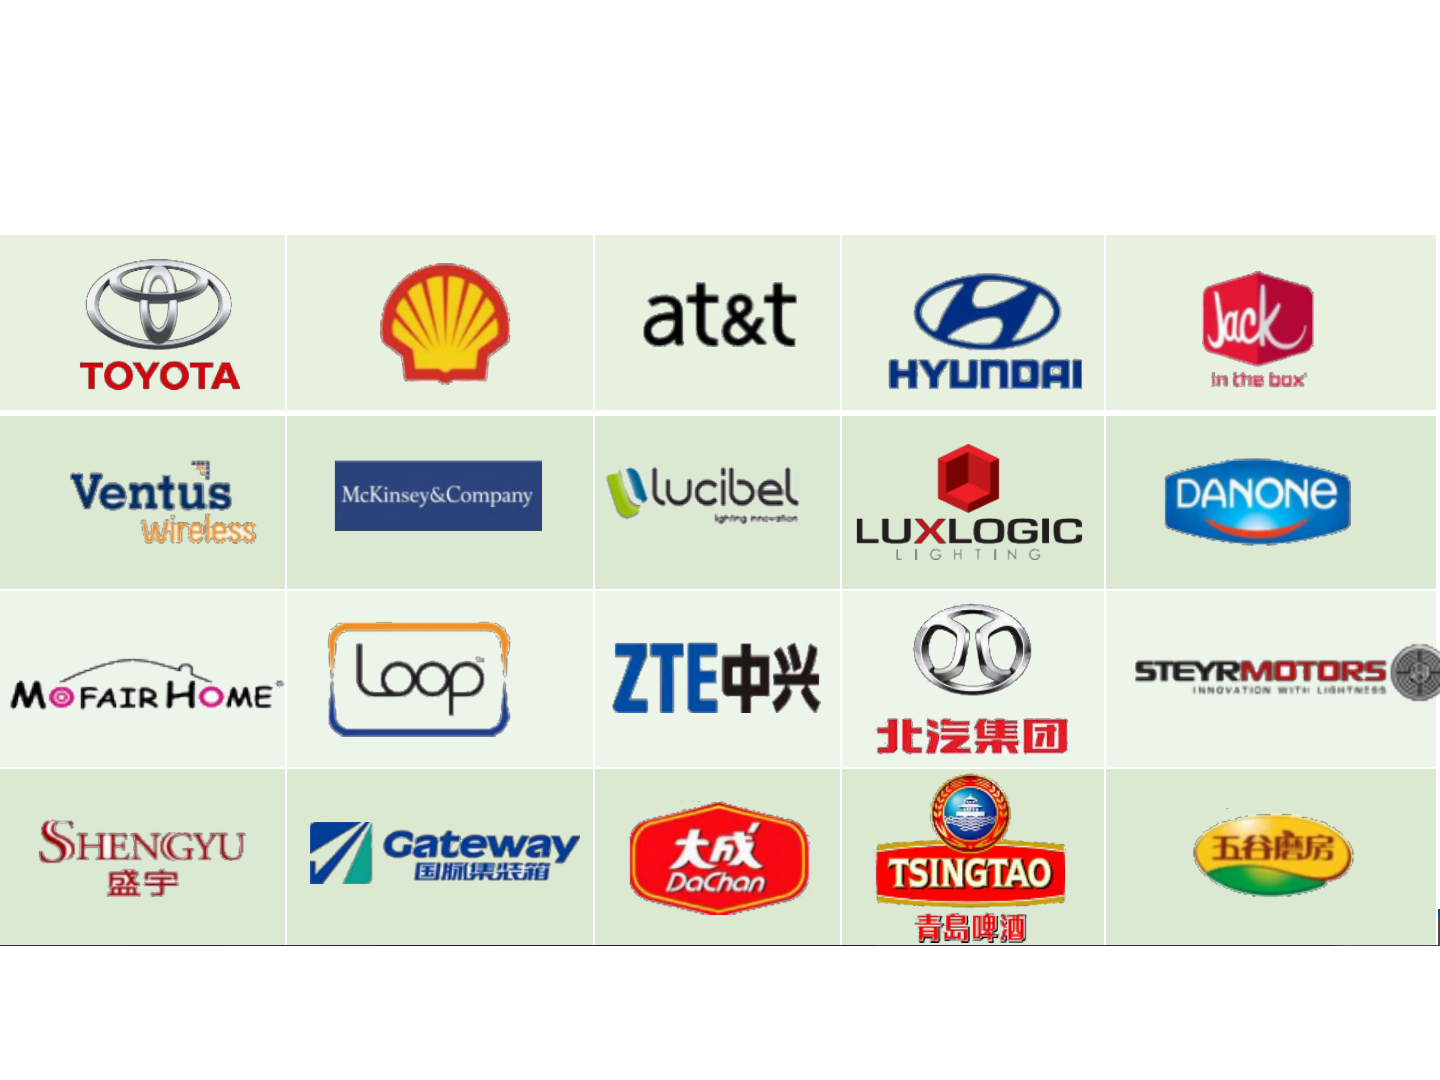 TOYOTA
at&t
HYUNDAI
Jack
in the box®
Ventus
wireless
McKinsey&Company
lucibel
lighting innovation
LUXLOGIC
LIGHTING
DANONE
MOFAIR HOME®
Loop
ZTE中兴
北汽集团
STEYRMOTORS
INNOVATION WITH LIGHTNESS
SHENGYU
盛宇
Gateway
国脉集装箱
大成
DaChan
TSINGTAO
青島啤酒
五谷磨房